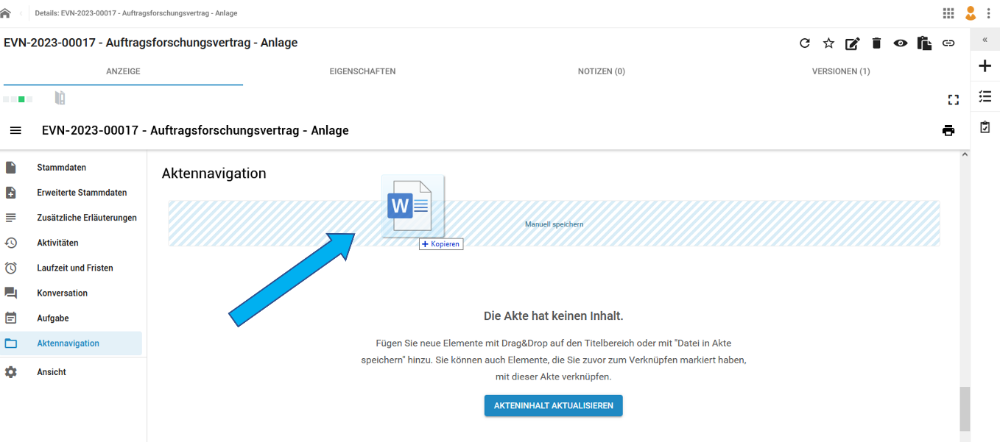 Details: EVN-2023-00017 - Auftragsforschungsvertrag - Anlage
EVN-2023-00017 - Auftragsforschungsvertrag - Anlage
ANZEIGE
EIGENSCHAFTEN
NOTIZEN (0)
VERSIONEN (1)
EVN-2023-00017 - Auftragsforschungsvertrag - Anlage
Stammdaten
Erweiterte Stammdaten
Zusätzliche Erläuterungen
Aktivitäten
Laufzeit und Fristen
Konversation
Aufgabe
Aktennavigation
Ansicht
Aktennavigation
W
Manuell speichern
+ Kopieren
Die Akte hat keinen Inhalt.
Fügen Sie neue Elemente mit Drag&Drop auf den Titelbereich oder mit "Datei in Akte
speichern" hinzu. Sie können auch Elemente, die Sie zuvor zum Verknüpfen markiert haben,
mit dieser Akte verknüpfen.
AKTENINHALT AKTUALISIEREN